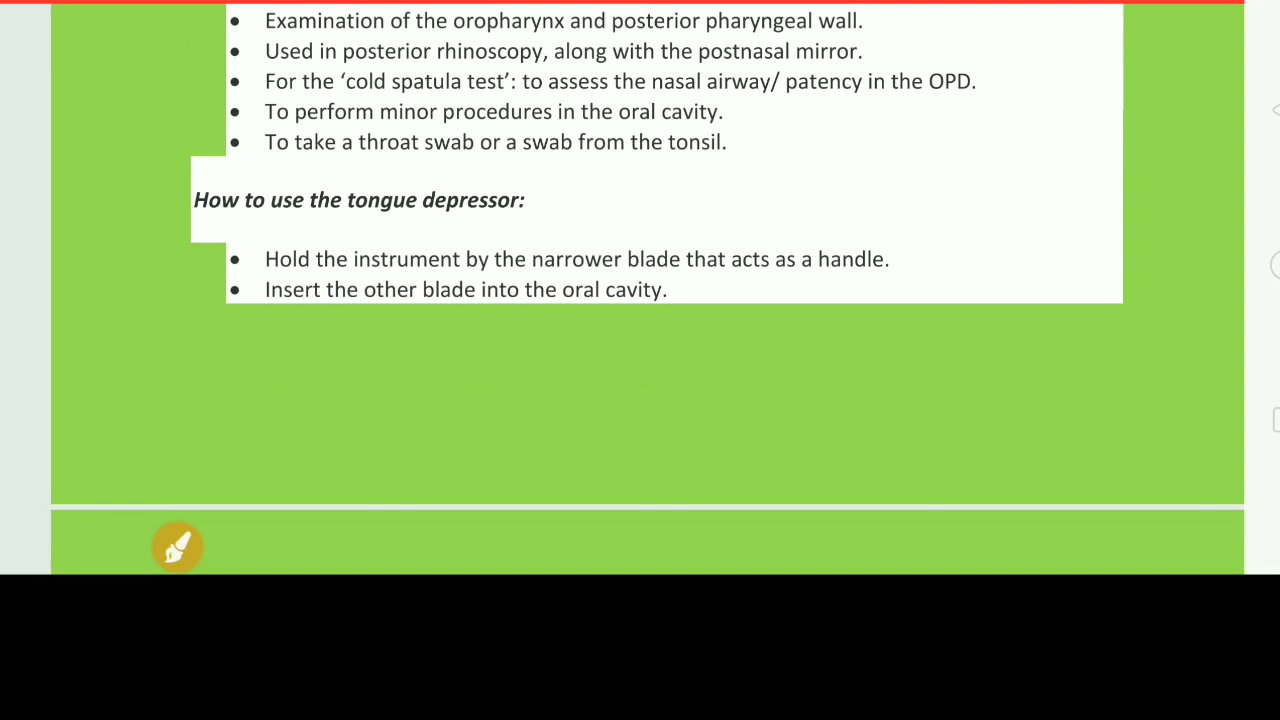 • Examination of the oropharynx and posterior pharyngeal wall.
• Used in posterior rhinoscopy, along with the postnasal mirror.
• For the ‘cold spatula test’: to assess the nasal airway/ patency in the OPD.
• To perform minor procedures in the oral cavity.
• To take a throat swab or a swab from the tonsil.
How to use the tongue depressor:
• Hold the instrument by the narrower blade that acts as a handle.
• Insert the other blade into the oral cavity.